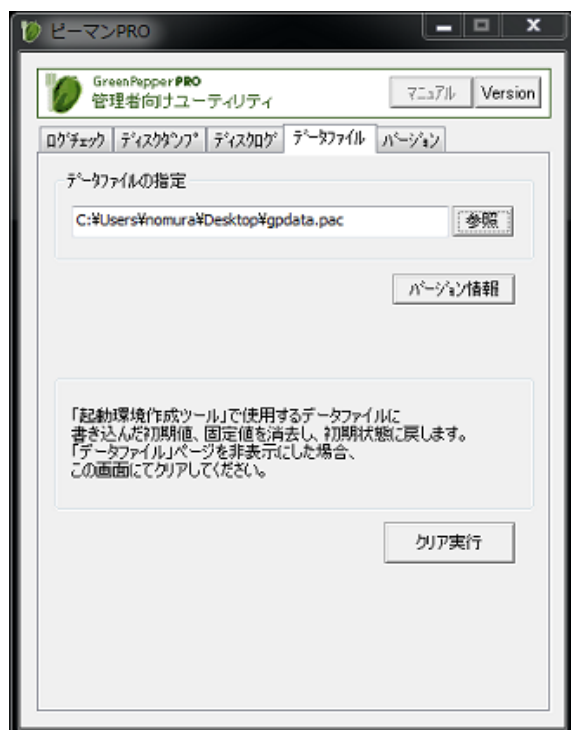 ピーマンPRO
GreenPepper PRO
管理者向けユーティリティ
マニュアル
Version
ログチェック
ディスクダンプ
ディスクログ
データファイル
バージョン
データファイルの指定
C:¥Users¥nomura¥Desktop¥gpdata.pac
参照
バージョン情報
「起動環境作成ツール」で使用するデータファイルに
書き込んだ初期値、固定値を消去し、初期状態に戻します。
「データファイル」ページを非表示にした場合、
この画面にてクリアしてください。
クリア実行